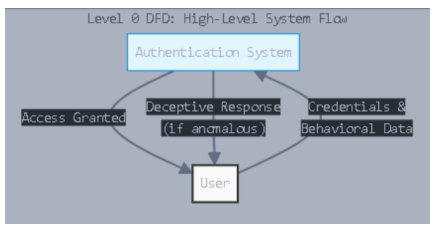 Level 0 DFD: High-Level System Flow
Authentication System
Access Granted
Deceptive Response
(if anomalous)
Credentials &
Behavioral Data
User